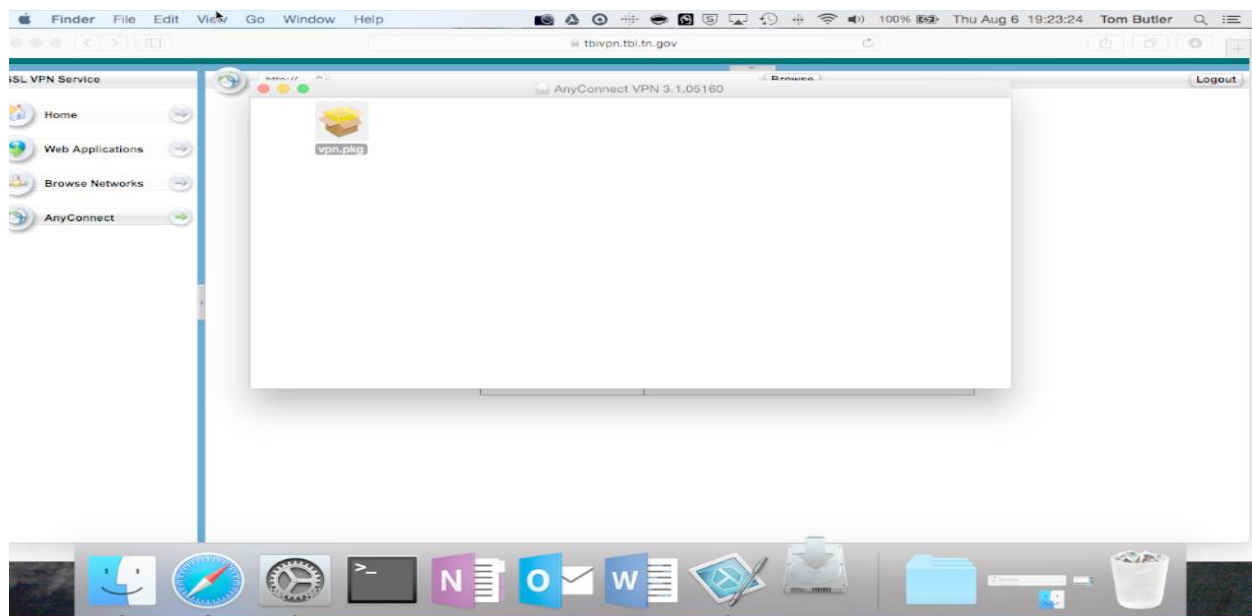 Finder File Edit View Go Window Help 100% Thu Aug 6 19:23:24 Tom Butler
tbivpn.tbi.tn.gov
SSL VPN Service
http://
Browse
Logout
AnyConnect VPN 3.1.05160
Home
vpn.pkg
Web Applications
Browse Networks
AnyConnect
N O W